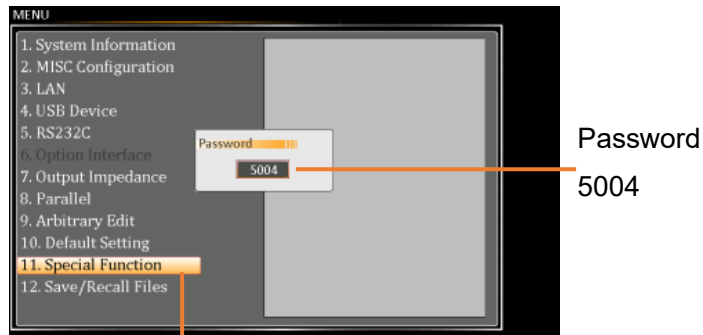 MENU
1. System Information
2. MISC Configuration
3. LAN
4. USB Device
5. RS232C
6. Option Interface
7. Output Impedance
8. Parallel
9. Arbitrary Edit
10. Default Setting
11. Special Function
12. Save/Recall Files
Password
5004
Password
5004